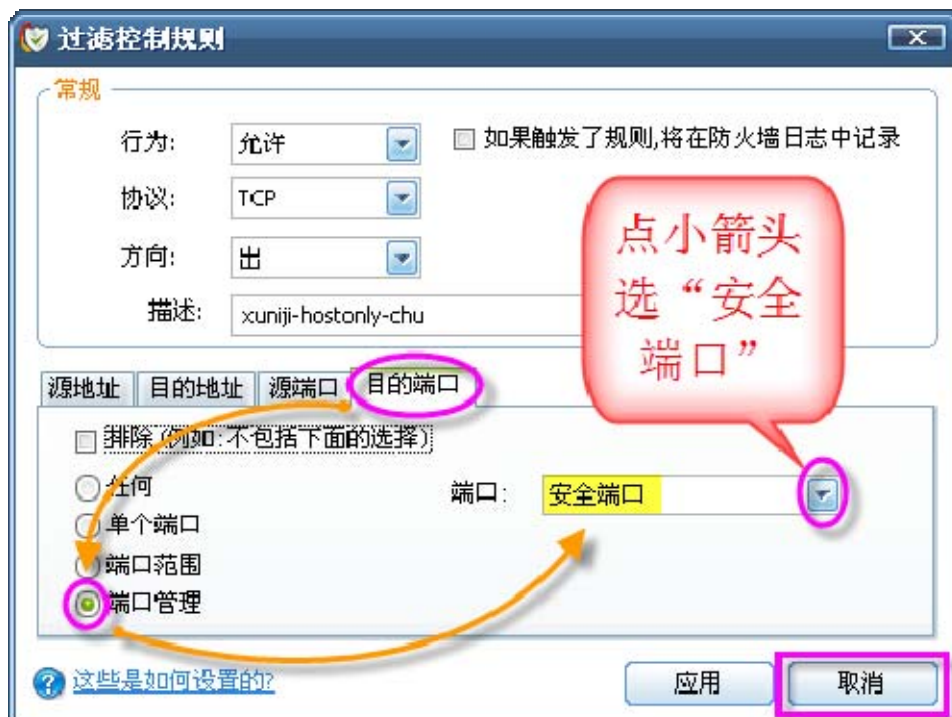 过滤控制规则
常规
行为:
允许
如果触发了规则,将在防火墙日志中记录
协议:
TCP
方向:
出
描述:
xuniji-hostonly-chu
点小箭头
选“安全
端口”
源地址
目的地址
源端口
目的端口
排除 (例如:不包括下面的选择)
任何
端口:
安全端口
单个端口
端口范围
端口管理
这些是如何设置的?
应用
取消